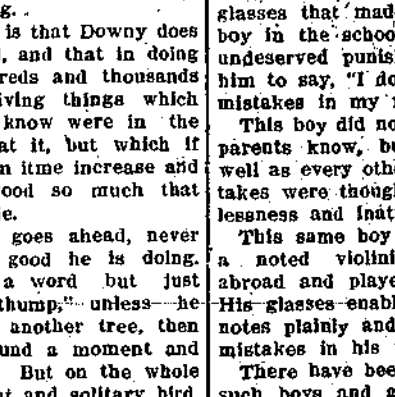 g.
is that Downy does
, and that in doing
reds and thousands
iving things which
know were in the
at it, but which if
n itme increase and
ood so much that
e.
goes ahead, never
good he is doing.
a word but just
thump," unless he
another tree, then
und a moment and
But on the whole
t and solitary bird
glasses that mad
boy in the schoo
undeserved punis
him to say, "I do
mistakes in my
This boy did no
parents know, bu
well as every oth
takes were though
lessness and inat
This same boy
a noted violini
abroad and playe
His glasses enabl
notes plainly and
mistakes in his
There have bee
such boys and g